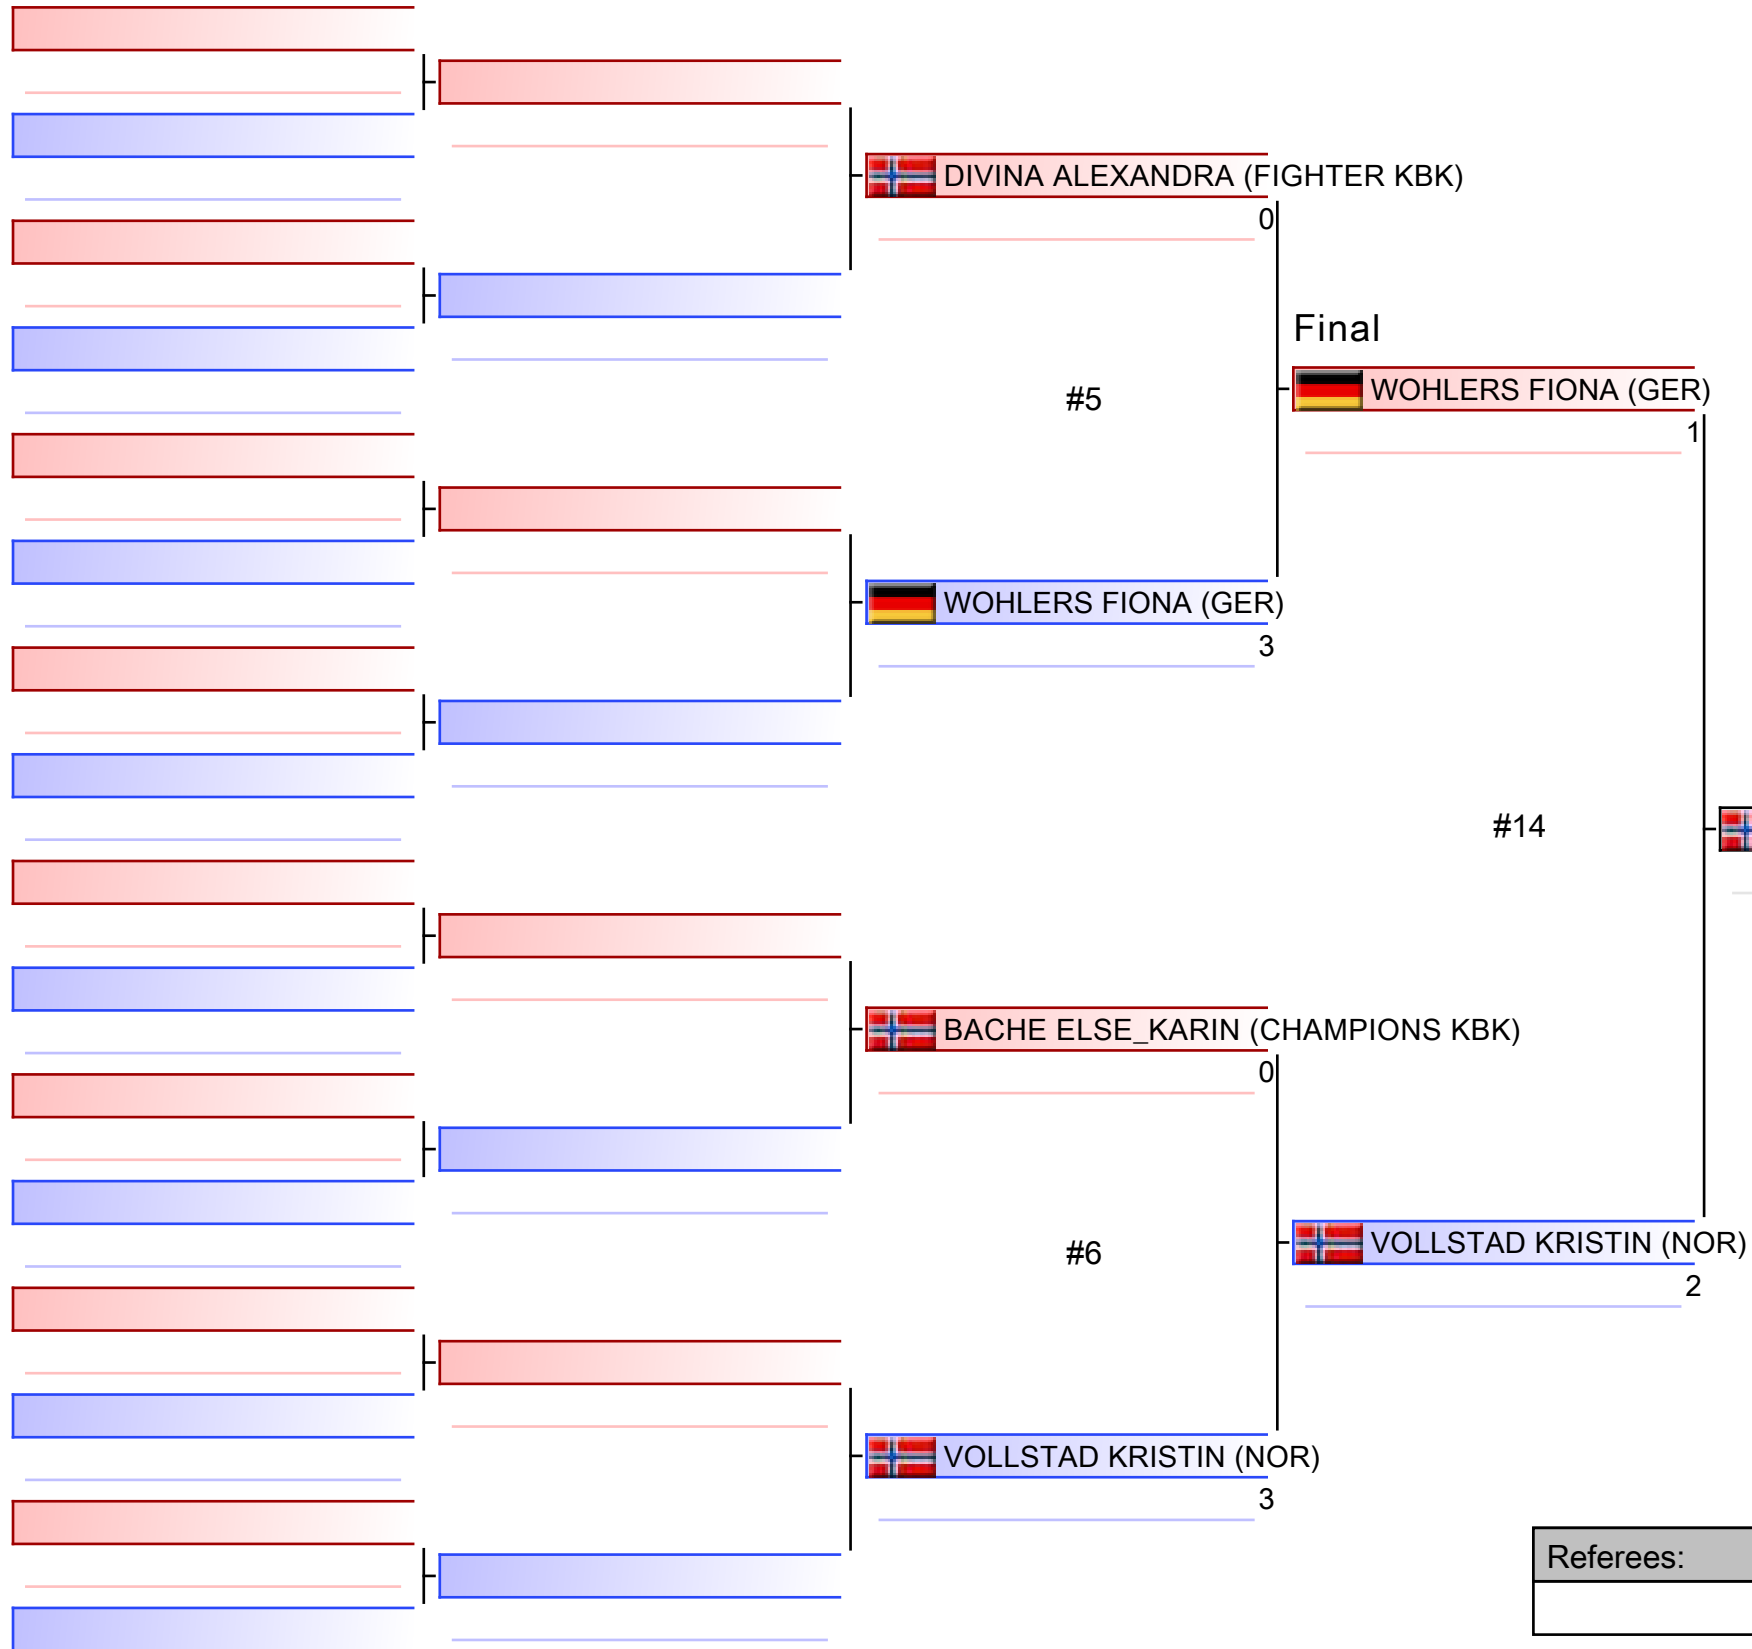 DIVINA ALEXANDRA (FIGHTER KBK)
0
Final
#5
WOHLERS FIONA (GER)
1
WOHLERS FIONA (GER)
3
#14
BACHE ELSE_KARIN (CHAMPIONS KBK)
0
#6
VOLLSTAD KRISTIN (NOR)
2
VOLLSTAD KRISTIN (NOR)
3
Referees: